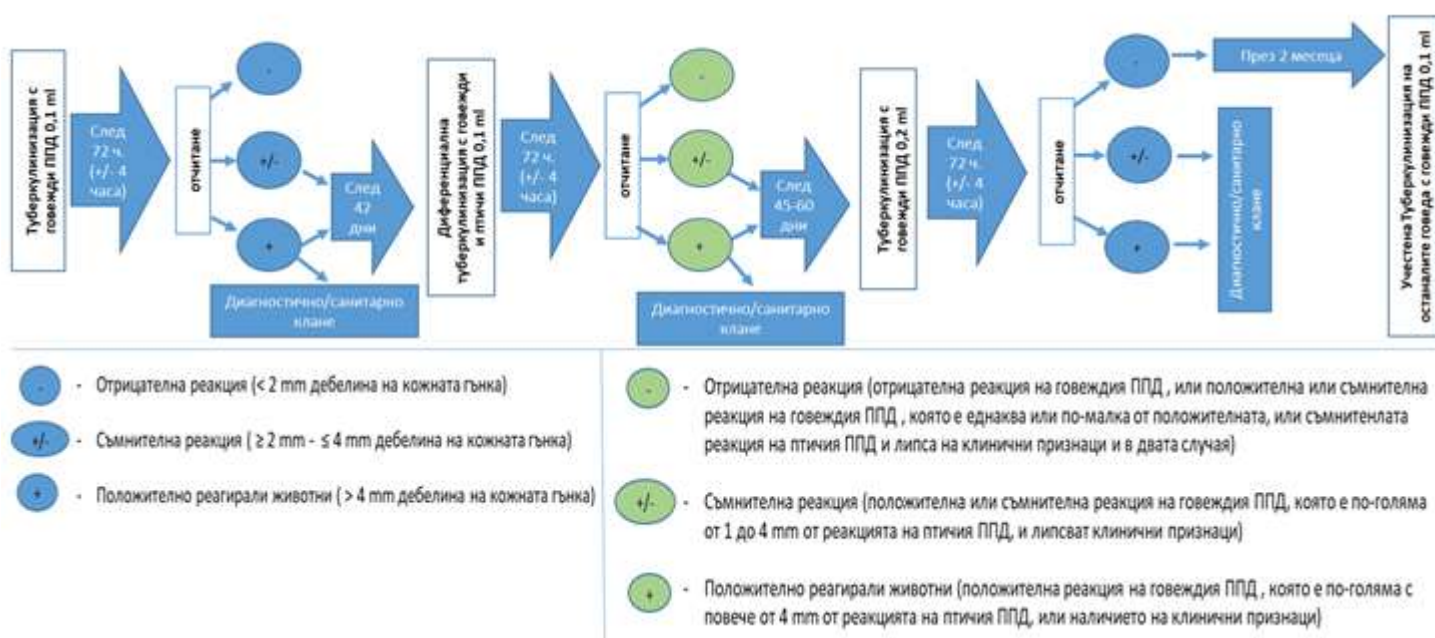 Туберкулинизация с
говежди ППД 0,1 ml
След
72 ч.
(+/- 4
часа)
отчитане
-
+/-
+
След
42
дни
Диагностично/санитарно
клане
Диференциална
туберкулинизация с говежди
и птичи ППД 0,1 ml
След
72 ч.
(+/- 4
часа)
отчитане
-
+/-
+
След
45-60
дни
Диагностично/санитарно
клане
Туберкулинизация с
говежди ППД 0,2 ml
След
72 ч.
(+/- 4
часа)
отчитане
-
+/-
+
През 2 месеца
Диагностично/санитарно
клане
Учестена Туберкулинизация на
останалите говеда с говежди ППД 0,1 ml
- - Отрицателна реакция (< 2 mm дебелина на кожната гънка)
+/- - Съмнителна реакция ( ≥ 2 mm - ≤ 4 mm дебелина на кожната гънка)
+ - Положително реагирали животни ( > 4 mm дебелина на кожната гънка)
- - Отрицателна реакция (отрицателна реакция на говеждия ППД , или положителна или съмнителна
реакция на говеждия ППД , която е еднаква или по-малка от положителната, или съмнитенлата
реакция на птичия ППД и липса на клинични признаци и в двата случая)
+/- - Съмнителна реакция (положителна или съмнителна реакция на говеждия ППД, която е по-голяма
от 1 до 4 mm от реакцията на птичия ППД, и липсват клинични признаци)
+ - Положително реагирали животни (положителна реакция на говеждия ППД , която е по-голяма с
повече от 4 mm от реакцията на птичия ППД, или наличието на клинични признаци)